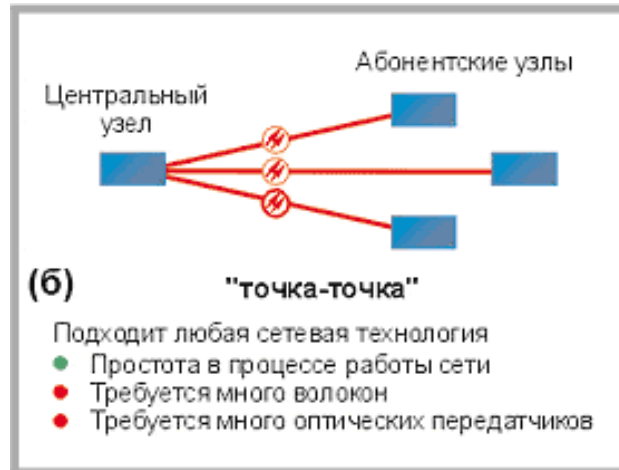 Абонентские узлы
Центральный
узел
(б) "точка-точка"
Подходит любая сетевая технология
Простота в процессе работы сети
Требуется много волокон
Требуется много оптических передатчиков